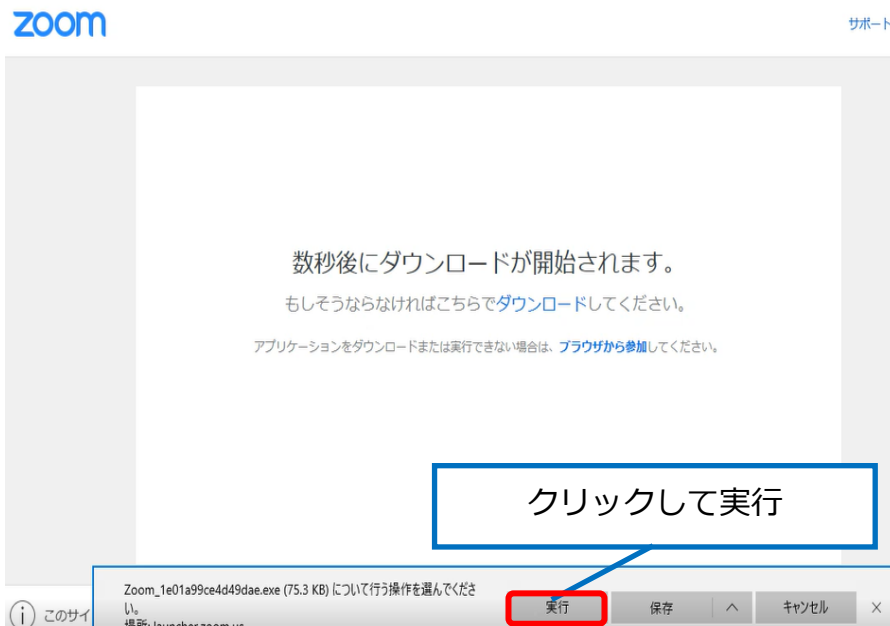 zoom
サポート
数秒後にダウンロードが開始されます。
もしそうならなければこちらでダウンロードしてください。
アプリケーションをダウンロードまたは実行できない場合は、ブラウザから参加してください。
クリックして実行
Zoom_1e01a99ce4d49dae.exe (75.3 KB) について行う操作を選んでくださ
い。
場所: launcher.zoom.us
実行
保存
キャンセル
このサイ